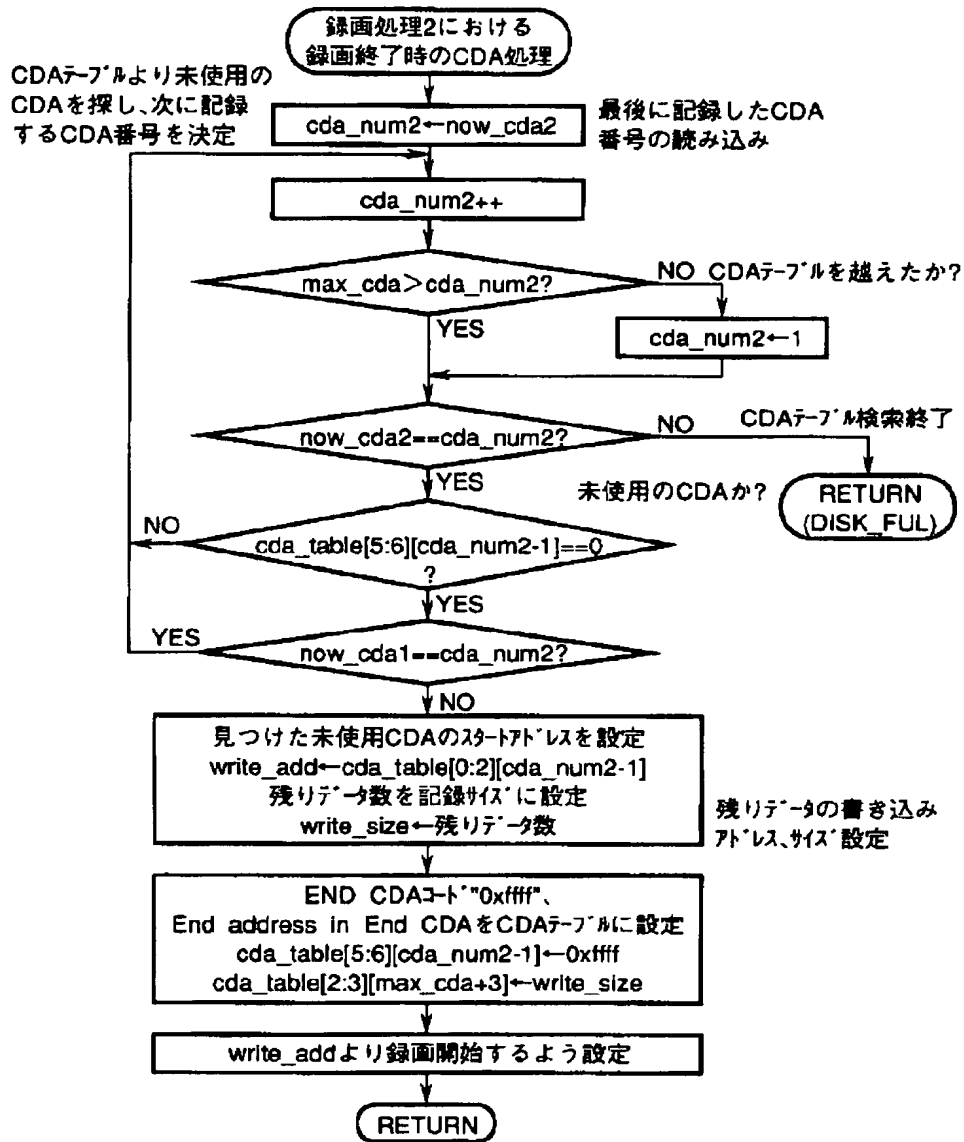 録画処理2における
録画終了時のCDA処理
CDAテーブルより未使用の
CDAを探し、次に記録
するCDA番号を決定
cda_num2←now_cda2
最後に記録したCDA
番号の読み込み
cda_num2++
max_cda＞cda_num2?
NO
CDAテーブルを越えたか?
YES
cda_num2←1
now_cda2==cda_num2?
NO
CDAテーブル検索終了
YES
未使用のCDAか?
RETURN
(DISK_FUL)
NO
cda_table[5:6][cda_num2-1]==0
?
YES
YES
now_cda1==cda_num2?
NO
見つけた未使用CDAのスタートアドレスを設定
write_add←cda_table[0:2][cda_num2-1]
残りデータ数を記録サイズに設定
write_size←残りデータ数
残りデータの書き込み
アドレス、サイズ設定
END CDAコード"0xffff"、
End address in End CDAをCDAテーブルに設定
cda_table[5:6][cda_num2-1]←0xffff
cda_table[2:3][max_cda+3]←write_size
write_addより録画開始するよう設定
RETURN